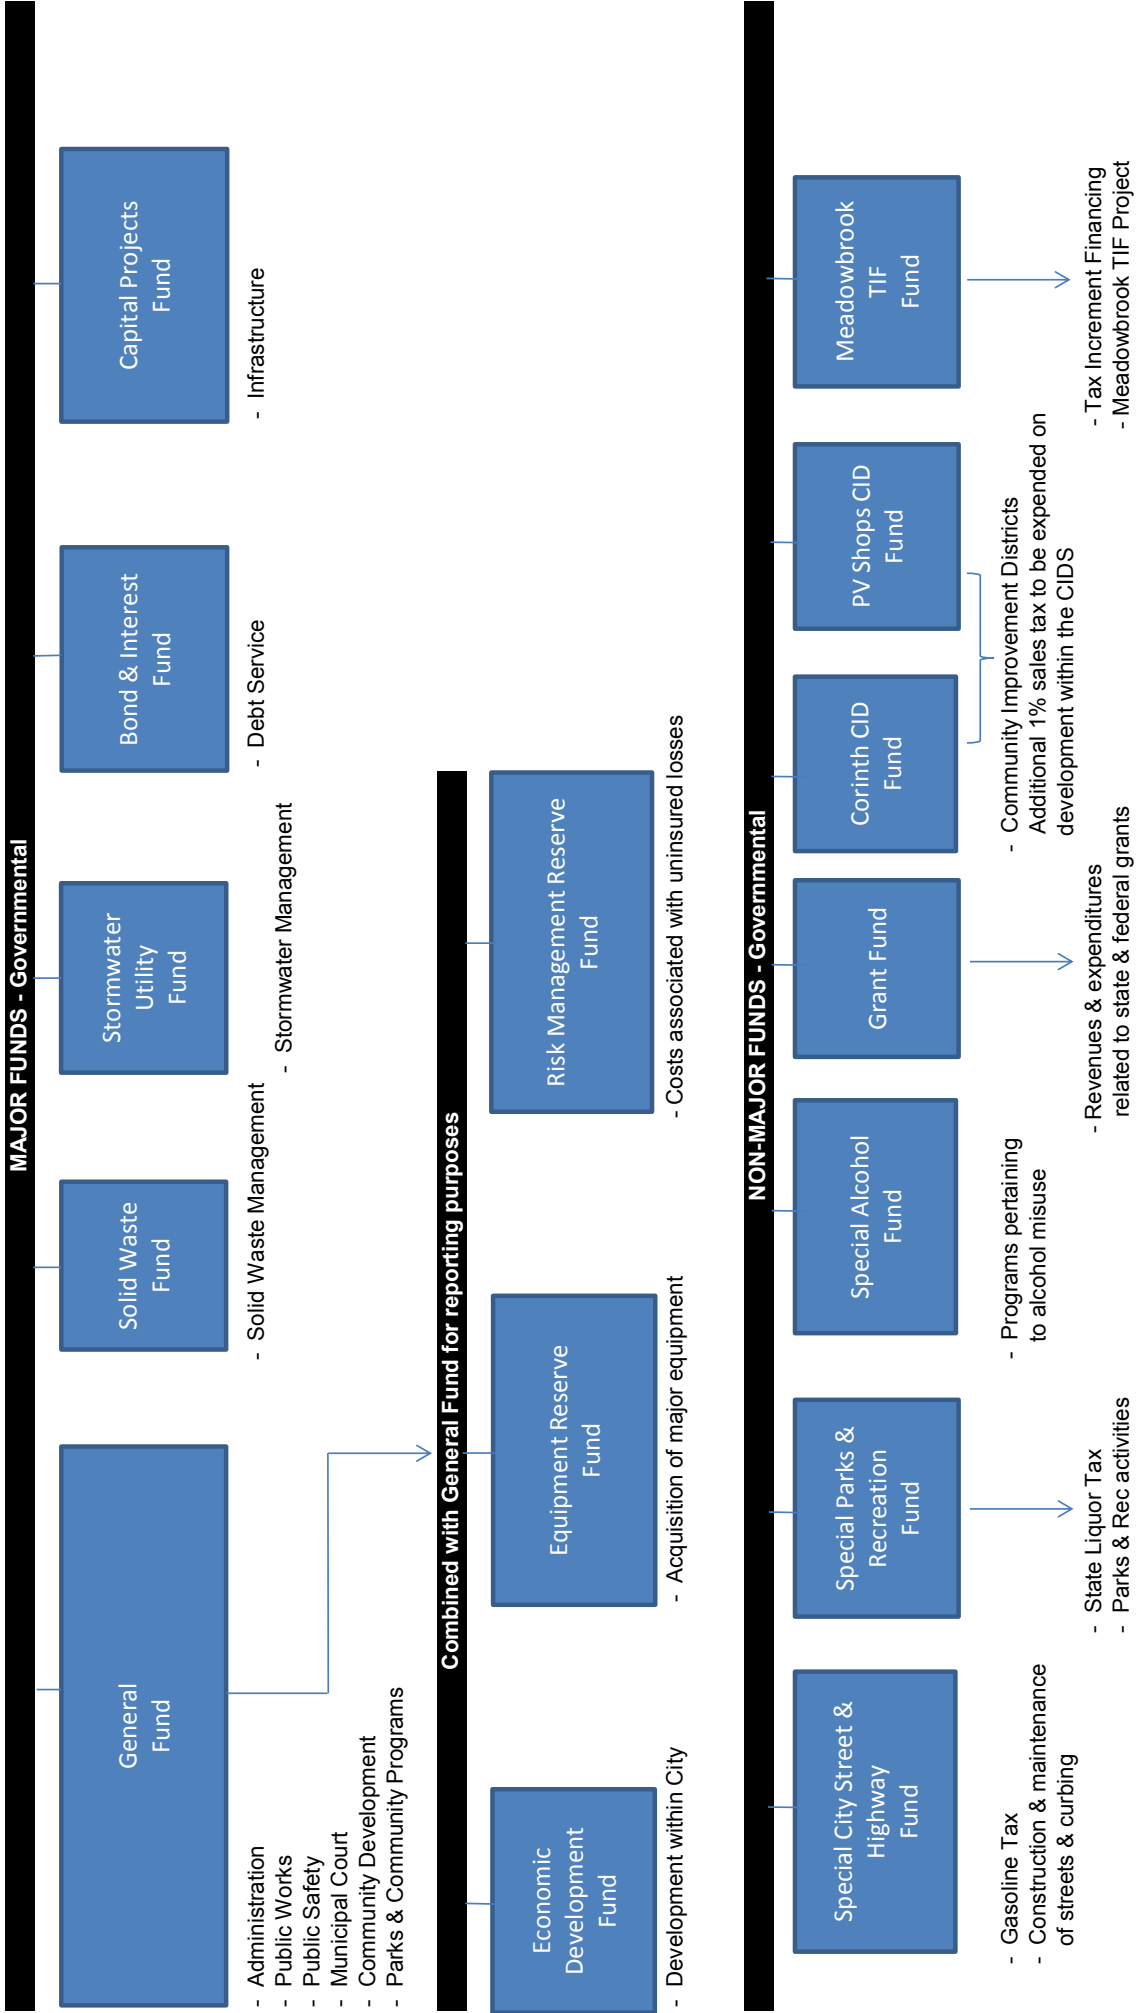 MAJOR FUNDS - Governmental
General
Fund
Solid Waste
Fund
Stormwater
Utility
Fund
Bond & Interest
Fund
Capital Projects
Fund
- Administration
- Public Works
- Public Safety
- Municipal Court
- Community Development
- Parks & Community Programs
- Solid Waste Management
- Stormwater Management
- Debt Service
- Infrastructure
Combined with General Fund for reporting purposes
Economic
Development
Fund
Equipment Reserve
Fund
Risk Management Reserve
Fund
- Development within City
- Acquisition of major equipment
- Costs associated with uninsured losses
NON-MAJOR FUNDS - Governmental
Special City Street &
Highway
Fund
Special Parks &
Recreation
Fund
Special Alcohol
Fund
Grant Fund
Corinth CID
Fund
PV Shops CID
Fund
Meadowbrook
TIF
Fund
- Gasoline Tax
- Construction & maintenance
of streets & curbing
- State Liquor Tax
- Parks & Rec activities
- Programs pertaining
to alcohol misuse
- Revenues & expenditures
related to state & federal grants
- Community Improvement Districts
Additional 1% sales tax to be expended on
development within the CIDS
- Tax Increment Financing
- Meadowbrook TIF Project